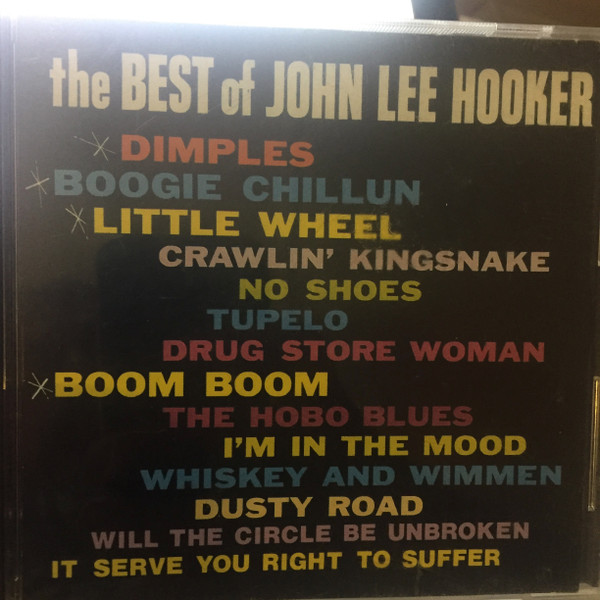 the BEST of JOHN LEE HOOKER
DIMPLES
BOOGIE CHILLUN
LITTLE WHEEL
CRAWLIN' KINGSNAKE
NO SHOES
TUPELO
DRUG STORE WOMAN
BOOM BOOM
THE HOBO BLUES
I'M IN THE MOOD
WHISKEY AND WIMMEN
DUSTY ROAD
WILL THE CIRCLE BE UNBROKEN
IT SERVE YOU RIGHT TO SUFFER